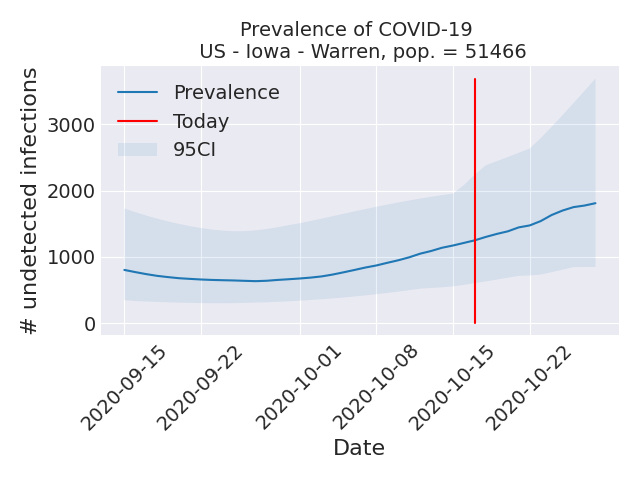 Prevalence of COVID-19
US - Iowa - Warren, pop. = 51466
# undetected infections
3000
2000
1000
0
Prevalence
Today
95CI
2020-09-15
2020-09-22
2020-10-01
2020-10-08
2020-10-15
2020-10-22
Date